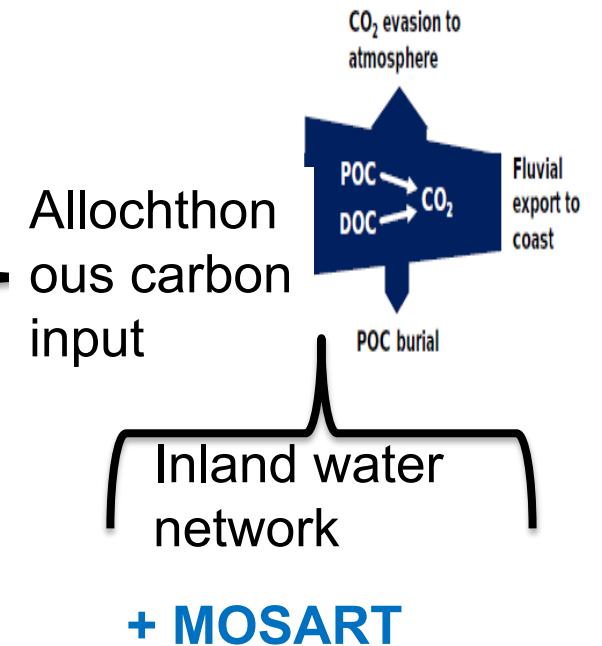 CO₂ evasion to
atmosphere
POC
DOC
CO₂
Fluvial
export to
coast
Allochthon
ous carbon
input
POC burial
Inland water
network
+ MOSART